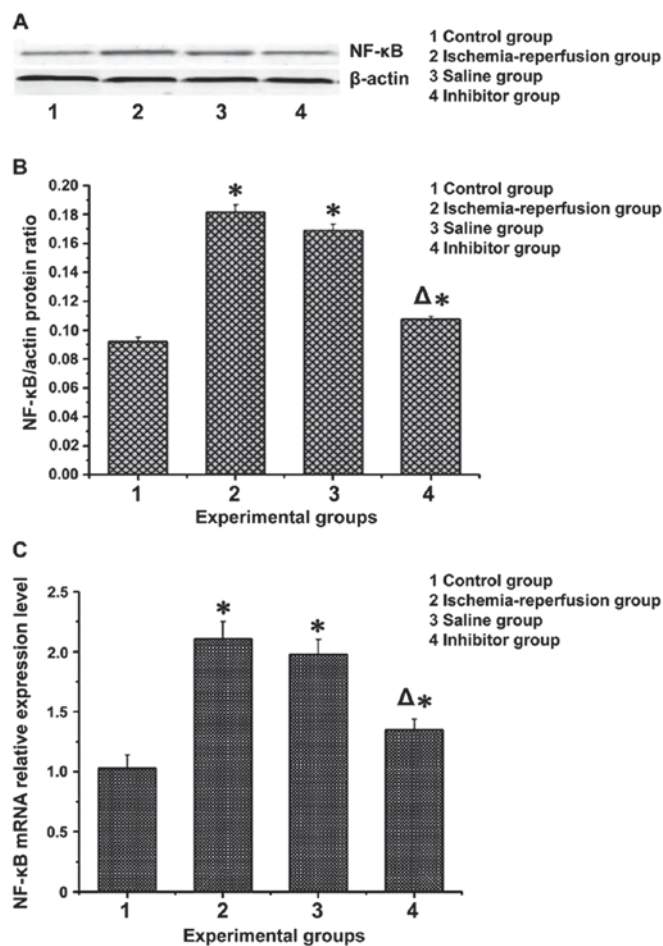 A
NF-κB
β-actin
1 2 3 4
1 Control group
2 Ischemia-reperfusion group
3 Saline group
4 Inhibitor group
B
NF-κB/actin protein ratio
0.20
0.18
0.16
0.14
0.12
0.10
0.08
0.06
0.04
0.02
0.00
*
*
Δ *
1 2 3 4
Experimental groups
1 Control group
2 Ischemia-reperfusion group
3 Saline group
4 Inhibitor group
C
NF-κB mRNA relative expression level
2.5
2.0
1.5
1.0
0.5
0
*
*
Δ *
1 2 3 4
Experimental groups
1 Control group
2 Ischemia-reperfusion group
3 Saline group
4 Inhibitor group